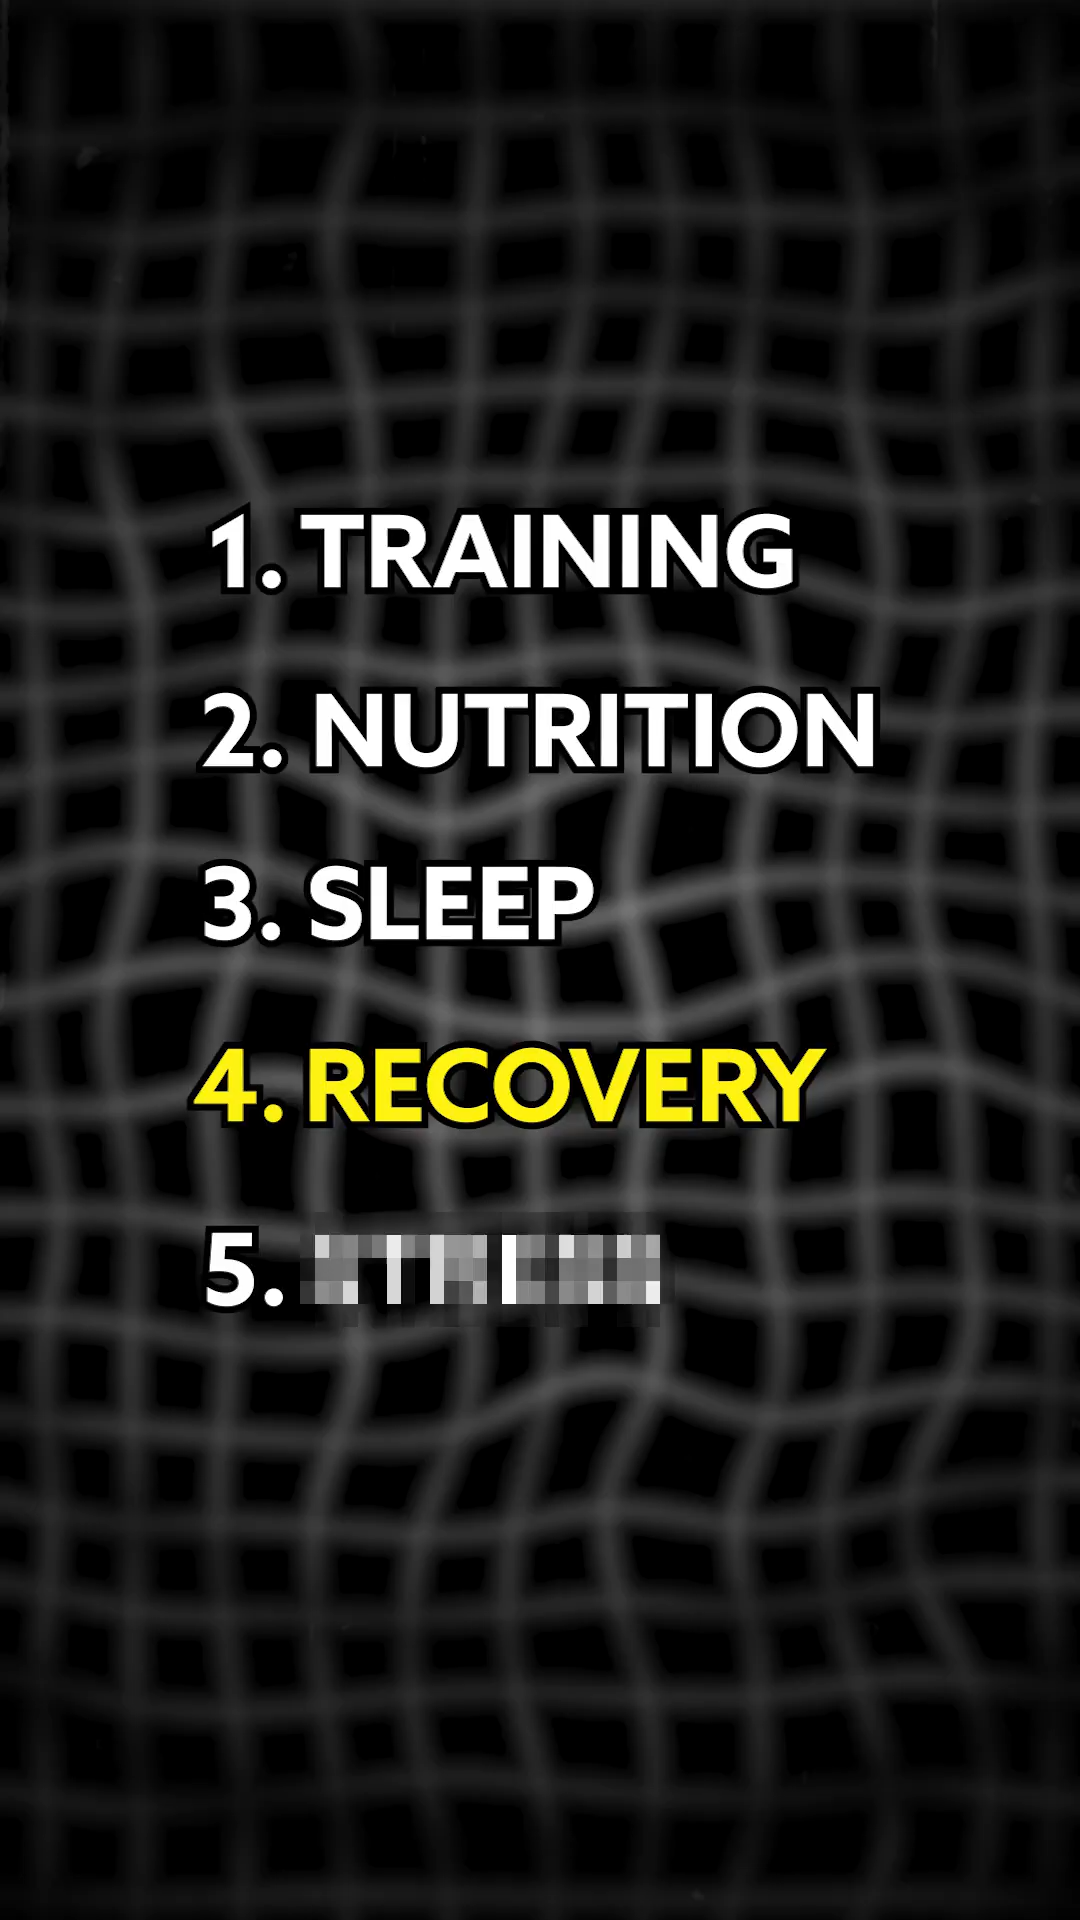 1. TRAINING
2. NUTRITION
3. SLEEP
4. RECOVERY
5.